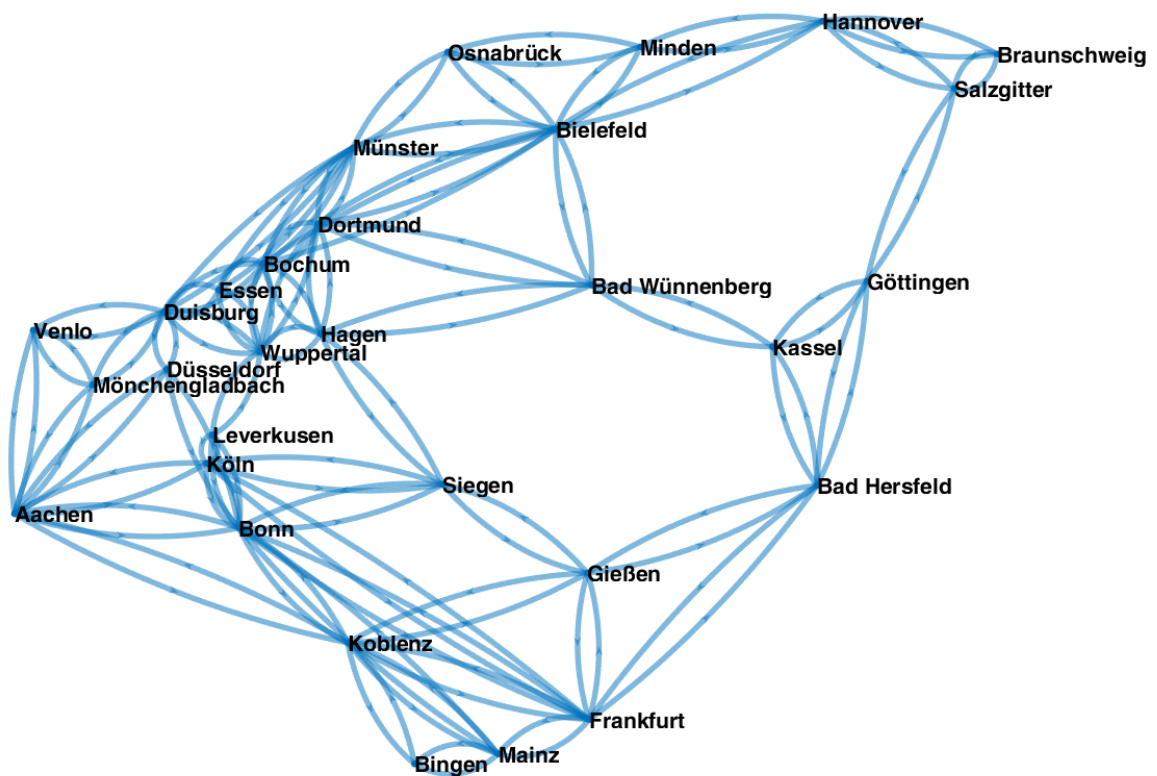 Hannover
Minden
Osnabrück
Braunschweig
Salzgitter
Bielefeld
Münster
Dortmund
Bochum
Göttingen
Bad Wünnenberg
Essen
Duisburg
Venlo
Hagen
Kassel
Wuppertal
Düsseldorf
Mönchengladbach
Leverkusen
Köln
Siegen
Bad Hersfeld
Aachen
Bonn
Gießen
Koblenz
Frankfurt
Mainz
Bingen